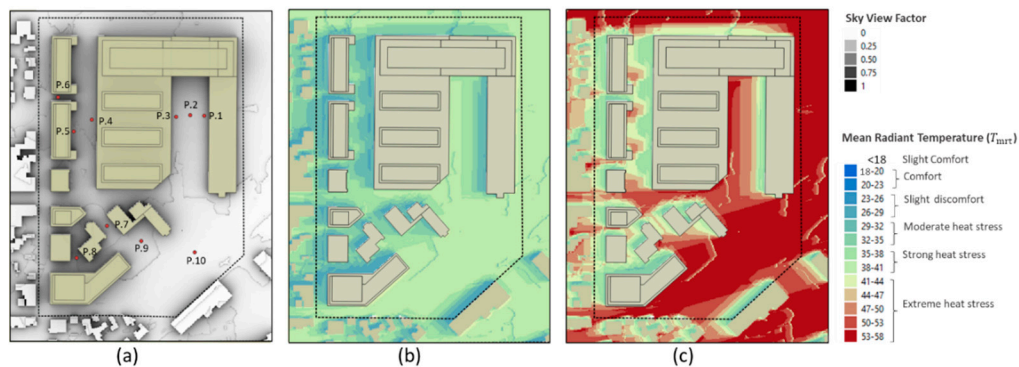 P.6
P.5
P.4
P.3
P.2
P.1
P.7
P.8
P.9
P.10
(a)
(b)
(c)
Sky View Factor
0
0.25
0.50
0.75
1
Mean Radiant Temperature (Tmrt)
<18 Slight Comfort
18-20
Comfort
20-23
23-26
Slight discomfort
26-29
29-32
Moderate heat stress
32-35
35-38
Strong heat stress
38-41
41-44
44-47
Extreme heat stress
47-50
50-53
53-58